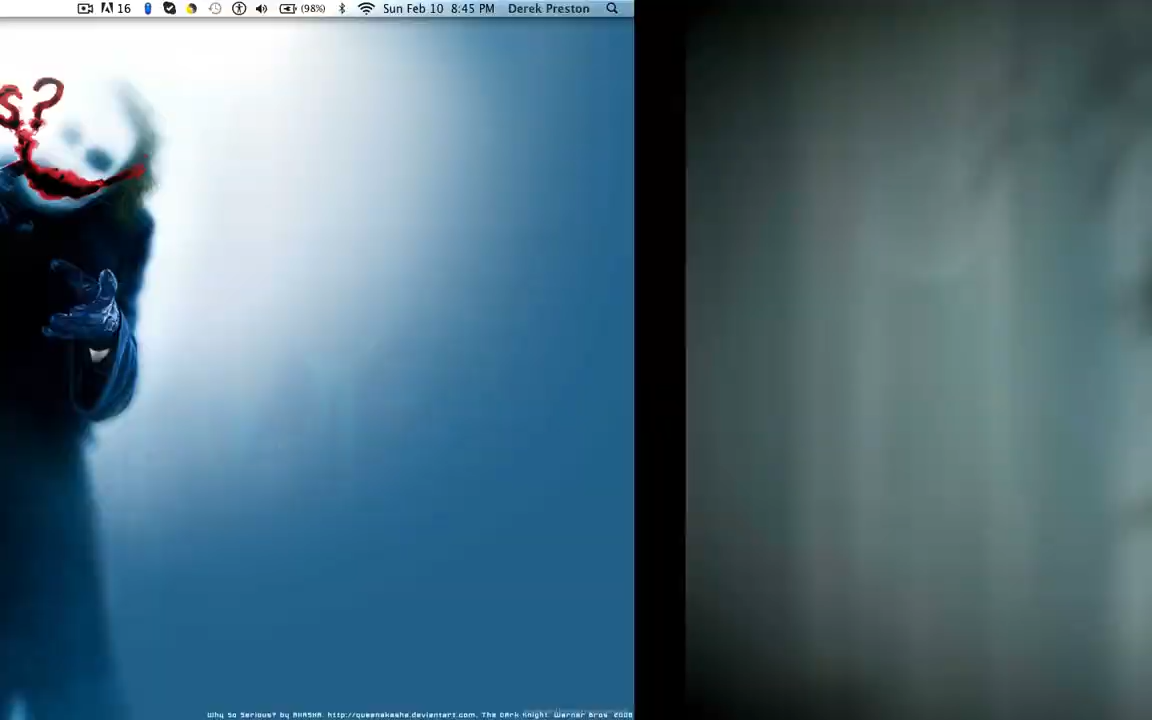 16 (98%) Sun Feb 10 8:45 PM Derek Preston
S?
Why So Serious? by AKASHA. http://queenakasha.deviantart.com. The Dark Knight. Warner Bros. 2008